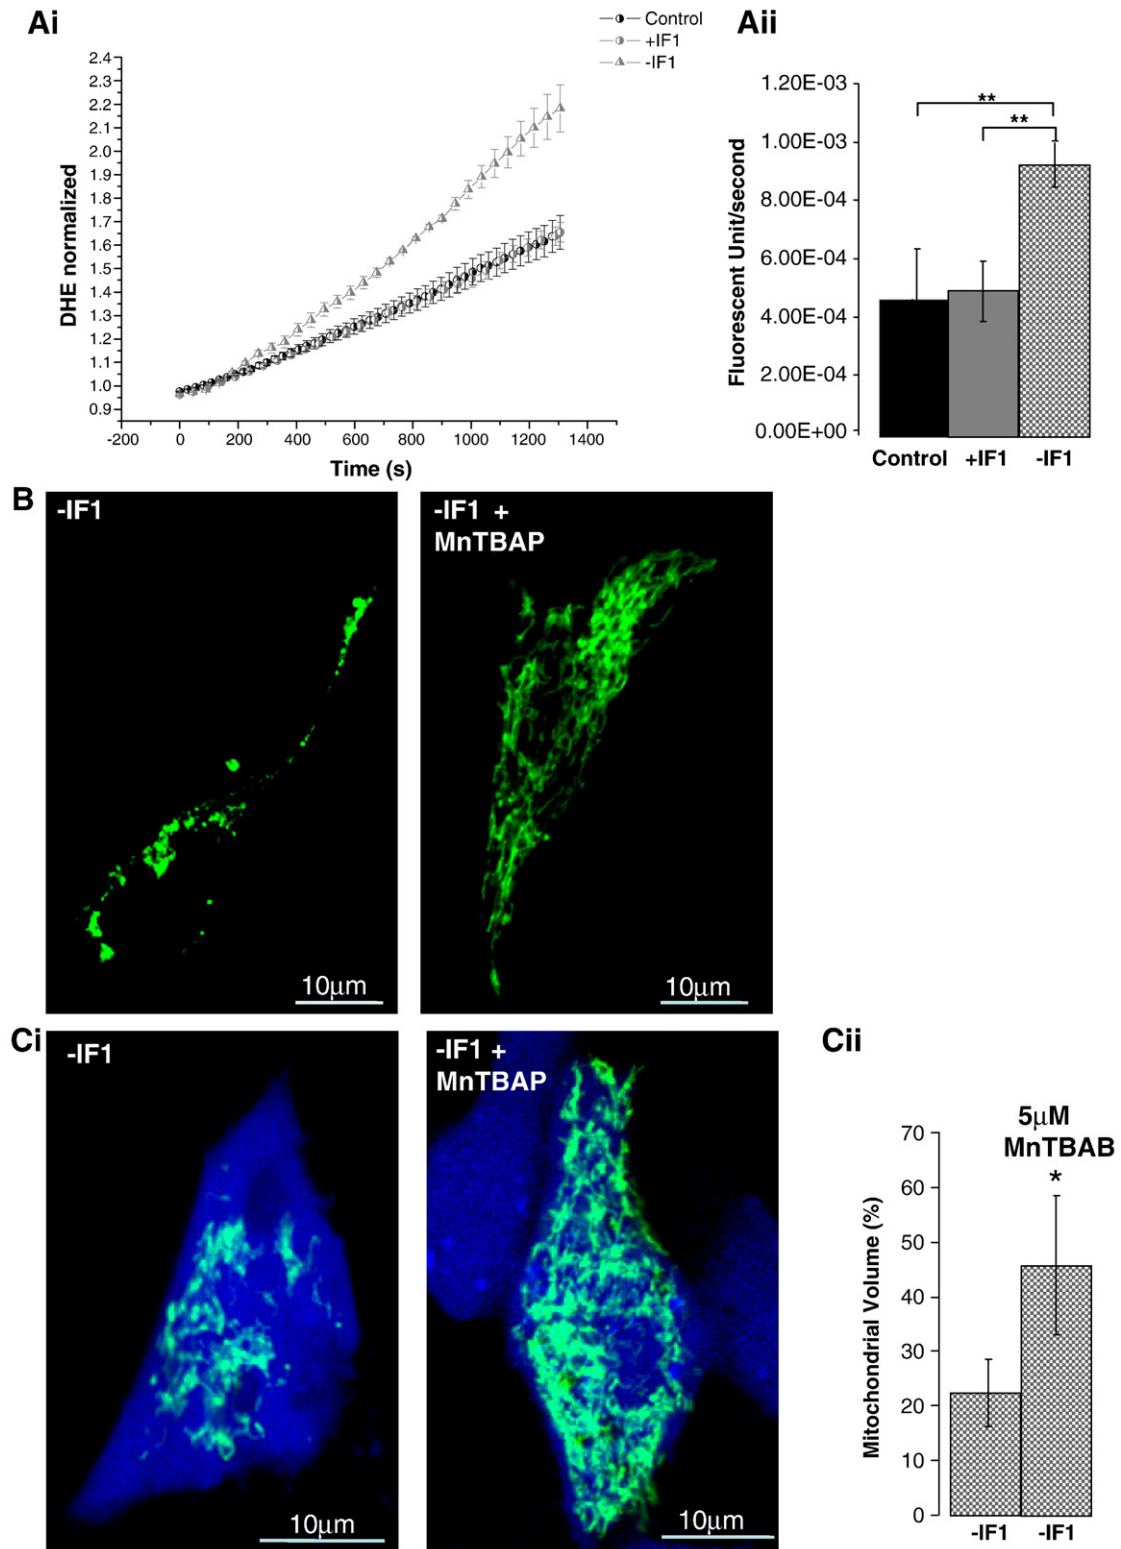 Ai
Control
+IF1
-IF1
2.4
2.3
2.2
2.1
2.0
1.9
1.8
1.7
1.6
1.5
1.4
1.3
1.2
1.1
1.0
0.9
DHE normalized
-200 0 200 400 600 800 1000 1200 1400
Time (s)
Aii
1.20E-03
1.00E-03
8.00E-04
6.00E-04
4.00E-04
2.00E-04
0.00E+00
Fluorescent Unit/second
**
**
Control +IF1 -IF1
B
-IF1
10μm
-IF1 +
MnTBAP
10μm
Ci
-IF1
10μm
-IF1 +
MnTBAP
10μm
Cii
5μM
MnTBAB
*
70
60
50
40
30
20
10
0
Mitochondrial Volume (%)
-IF1 -IF1